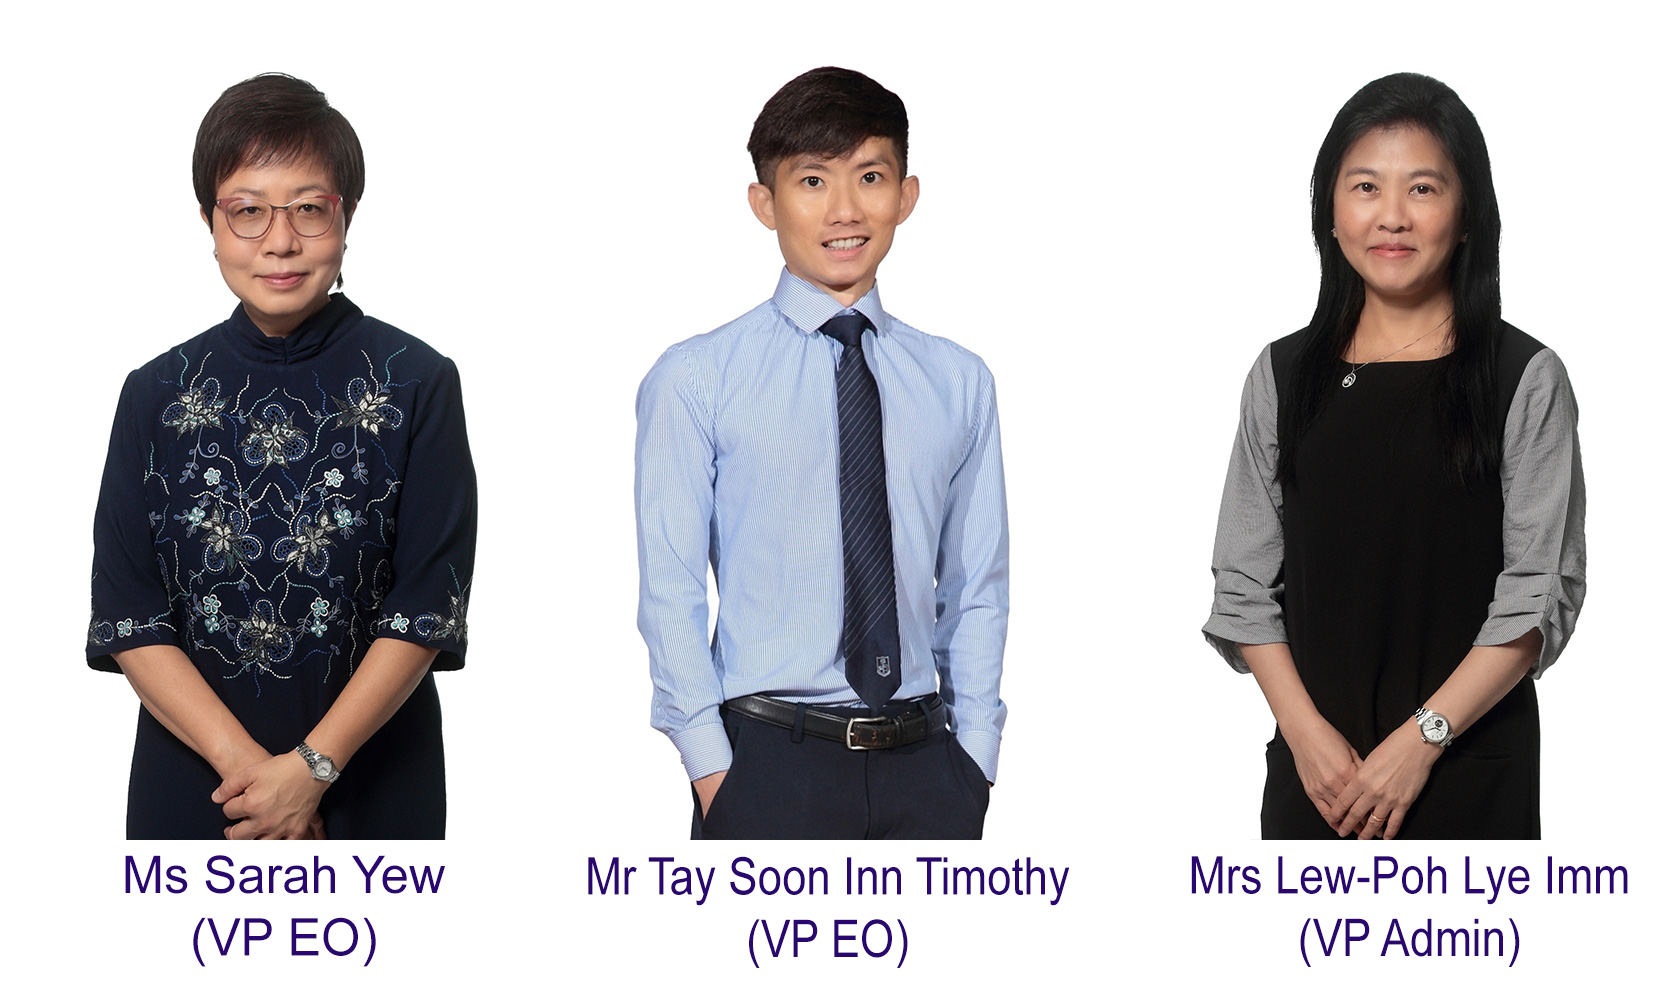 Ms Sarah Yew
(VP EO)
Mr Tay Soon Inn Timothy
(VP EO)
Mrs Lew-Poh Lye Imm
(VP Admin)